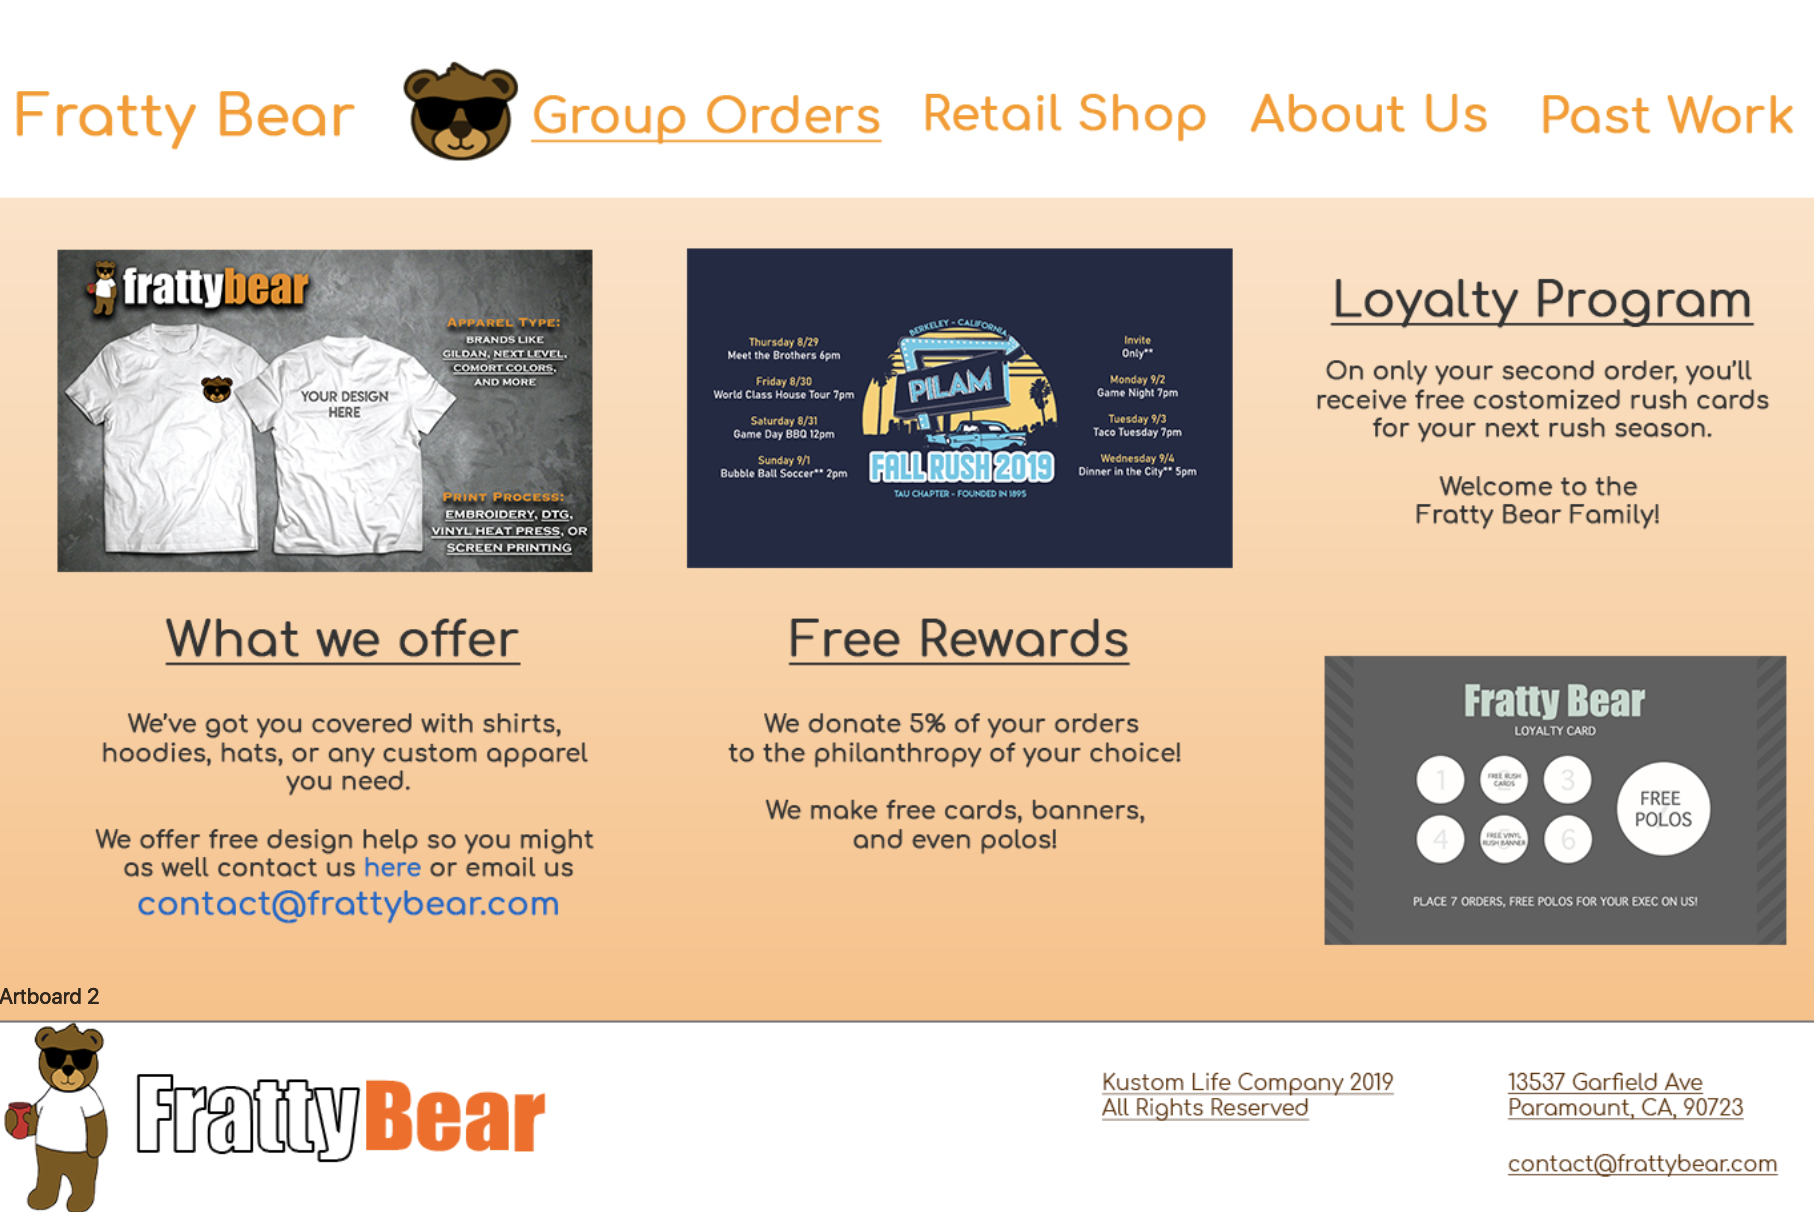 Fratty Bear
Group Orders
Retail Shop
About Us
Past Work
frattybear
APPAREL TYPE:
BRANDS LIKE
GILDAN, NEXT LEVEL,
COMORT COLORS,
AND MORE
YOUR DESIGN
HERE
PRINT PROCESS:
EMBROIDERY, DTG,
VINYL HEAT PRESS, OR
SCREEN PRINTING
What we offer
We've got you covered with shirts,
hoodies, hats, or any custom apparel
you need.
We offer free design help so you might
as well contact us here or email us
contact@frattybear.com
Thursday 8/29
Meet the Brothers 6pm
Friday 8/30
World Class House Tour 7pm
Saturday 8/31
Game Day BBQ 12pm
Sunday 9/1
Bubble Ball Soccer** 2pm
BERKELEY - CALIFORNIA
PILAM
FALL RUSH 2019
TAU CHAPTER - FOUNDED IN 1895
Invite
Only**
Monday 9/2
Game Night 7pm
Tuesday 9/3
Taco Tuesday 7pm
Wednesday 9/4
Dinner in the City** 5pm
Free Rewards
We donate 5% of your orders
to the philanthropy of your choice!
We make free cards, banners,
and even polos!
Loyalty Program
On only your second order, you'll
receive free costomized rush cards
for your next rush season.
Welcome to the
Fratty Bear Family!
Fratty Bear
LOYALTY CARD
1
FREE RUSH
CARDS
3
4
FREE VINYL
RUSH BANNER
6
FREE
POLOS
PLACE 7 ORDERS, FREE POLOS FOR YOUR EXEC ON US!
Artboard 2
FrattyBear
Kustom Life Company 2019
All Rights Reserved
13537 Garfield Ave
Paramount, CA, 90723
contact@frattybear.com